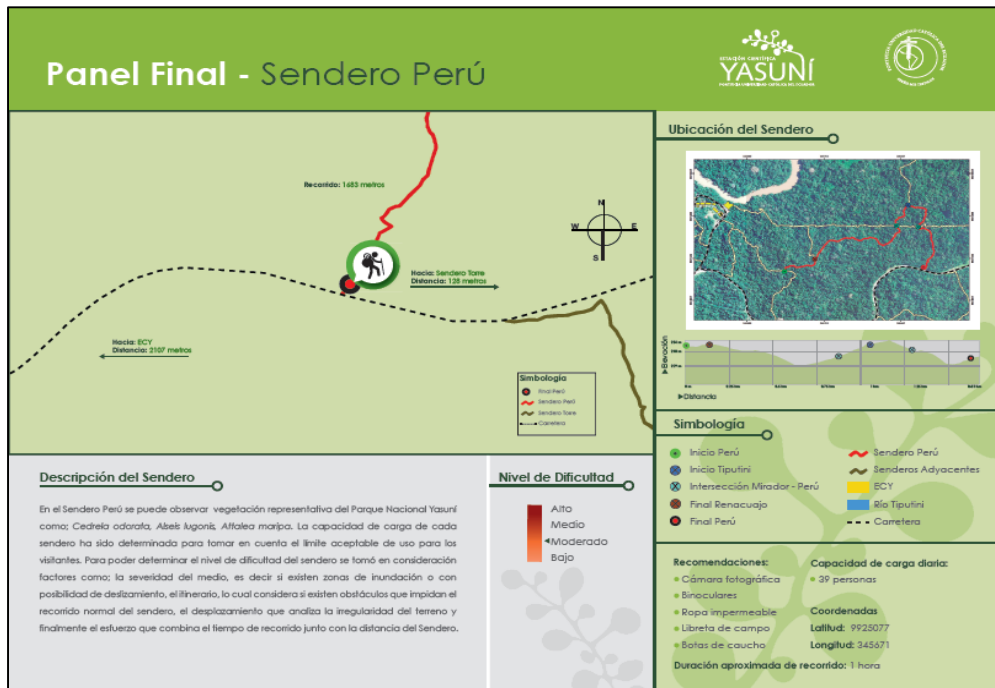 Panel Final - Sendero Perú
ESTACIÓN CIENTÍFICA
YASUNÍ
PONTIFICIA UNIVERSIDAD CATÓLICA DEL ECUADOR
Recorrido: 1683 metros
N
W E
S
Hacia: Sendero Torre
Distancia: 128 metros
Hacia: ECY
Distancia: 2107 metros
Simbología
Final Perú
Sendero Perú
Sendero Torre
Carretera
Ubicación del Sendero
Elevación
Distancia
Simbología
Inicio Perú
Inicio Tiputini
Intersección Mirador - Perú
Final Renacuajo
Final Perú
Sendero Perú
Senderos Adyacentes
ECY
Río Tiputini
Carretera
Descripción del Sendero
En el Sendero Perú se puede observar vegetación representativa del Parque Nacional Yasuní
como; Cedrela odorata, Alseis lugonis, Attalea maripa. La capacidad de carga de cada
sendero ha sido determinada para tomar en cuenta el límite aceptable de uso para los
visitantes. Para poder determinar el nivel de dificultad del sendero se tomó en consideración
factores como; la severidad del medio, es decir si existen zonas de inundación o con
posibilidad de deslizamiento, el itinerario, lo cual considera si existen obstáculos que impidan el
recorrido normal del sendero, el desplazamiento que analiza la irregularidad del terreno y
finalmente el esfuerzo que combina el tiempo de recorrido junto con la distancia del Sendero.
Nivel de Dificultad
Alto
Medio
Moderado
Bajo
Recomendaciones:
Cámara fotográfica
Binoculares
Ropa impermeable
Libreta de campo
Botas de caucho
Capacidad de carga diaria:
39 personas
Coordenadas
Latitud: 9925077
Longitud: 345671
Duración aproximada de recorrido: 1 hora